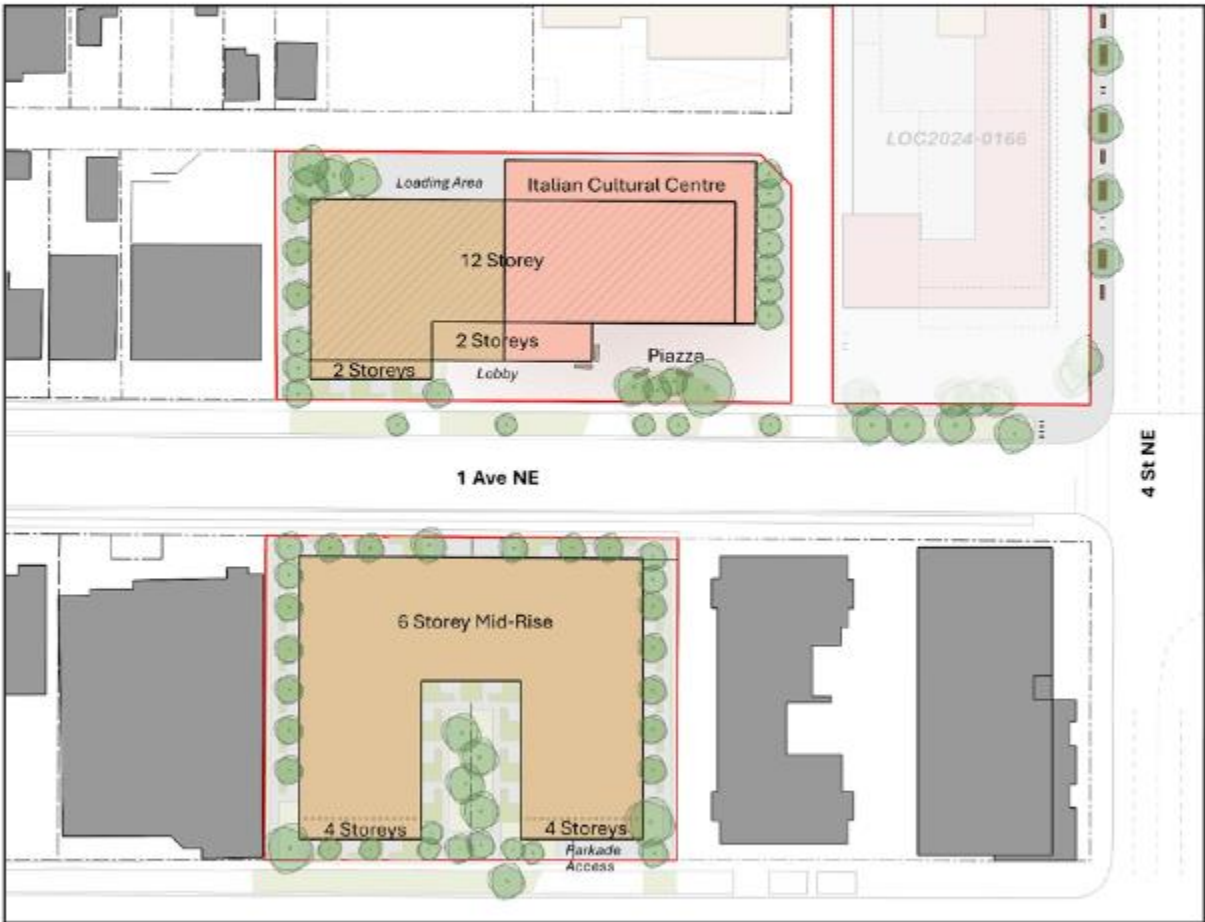 LOC2024-0166
Loading Area
Italian Cultural Centre
12 Storey
2 Storeys
Piazza
2 Storeys
Lobby
1 Ave NE
4 St NE
6 Storey Mid-Rise
4 Storeys
4 Storeys
Parkade
Access